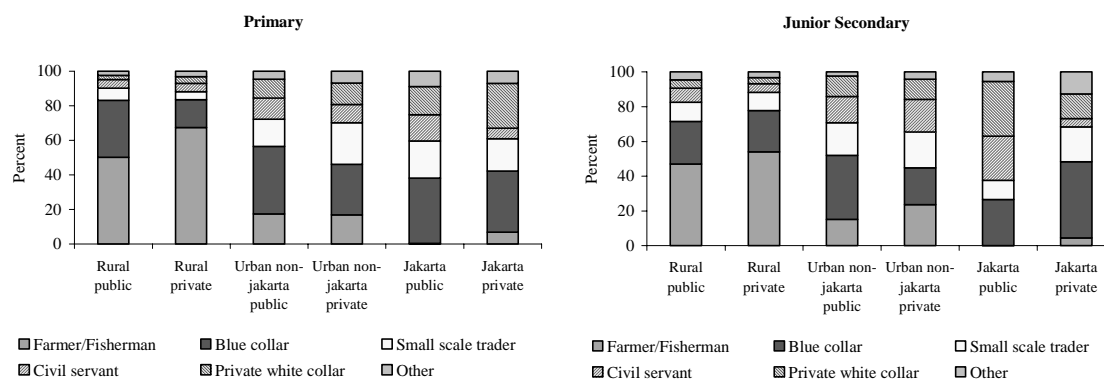 Primary
100
80
60
40
20
0
Percent
Rural public
Rural private
Urban non-jakarta public
Urban non-jakarta private
Jakarta public
Jakarta private
Farmer/Fisherman
Blue collar
Small scale trader
Civil servant
Private white collar
Other
Junior Secondary
100
80
60
40
20
0
Percent
Rural public
Rural private
Urban non-jakarta public
Urban non-jakarta private
Jakarta public
Jakarta private
Farmer/Fisherman
Blue collar
Small scale trader
Civil servant
Private white collar
Other